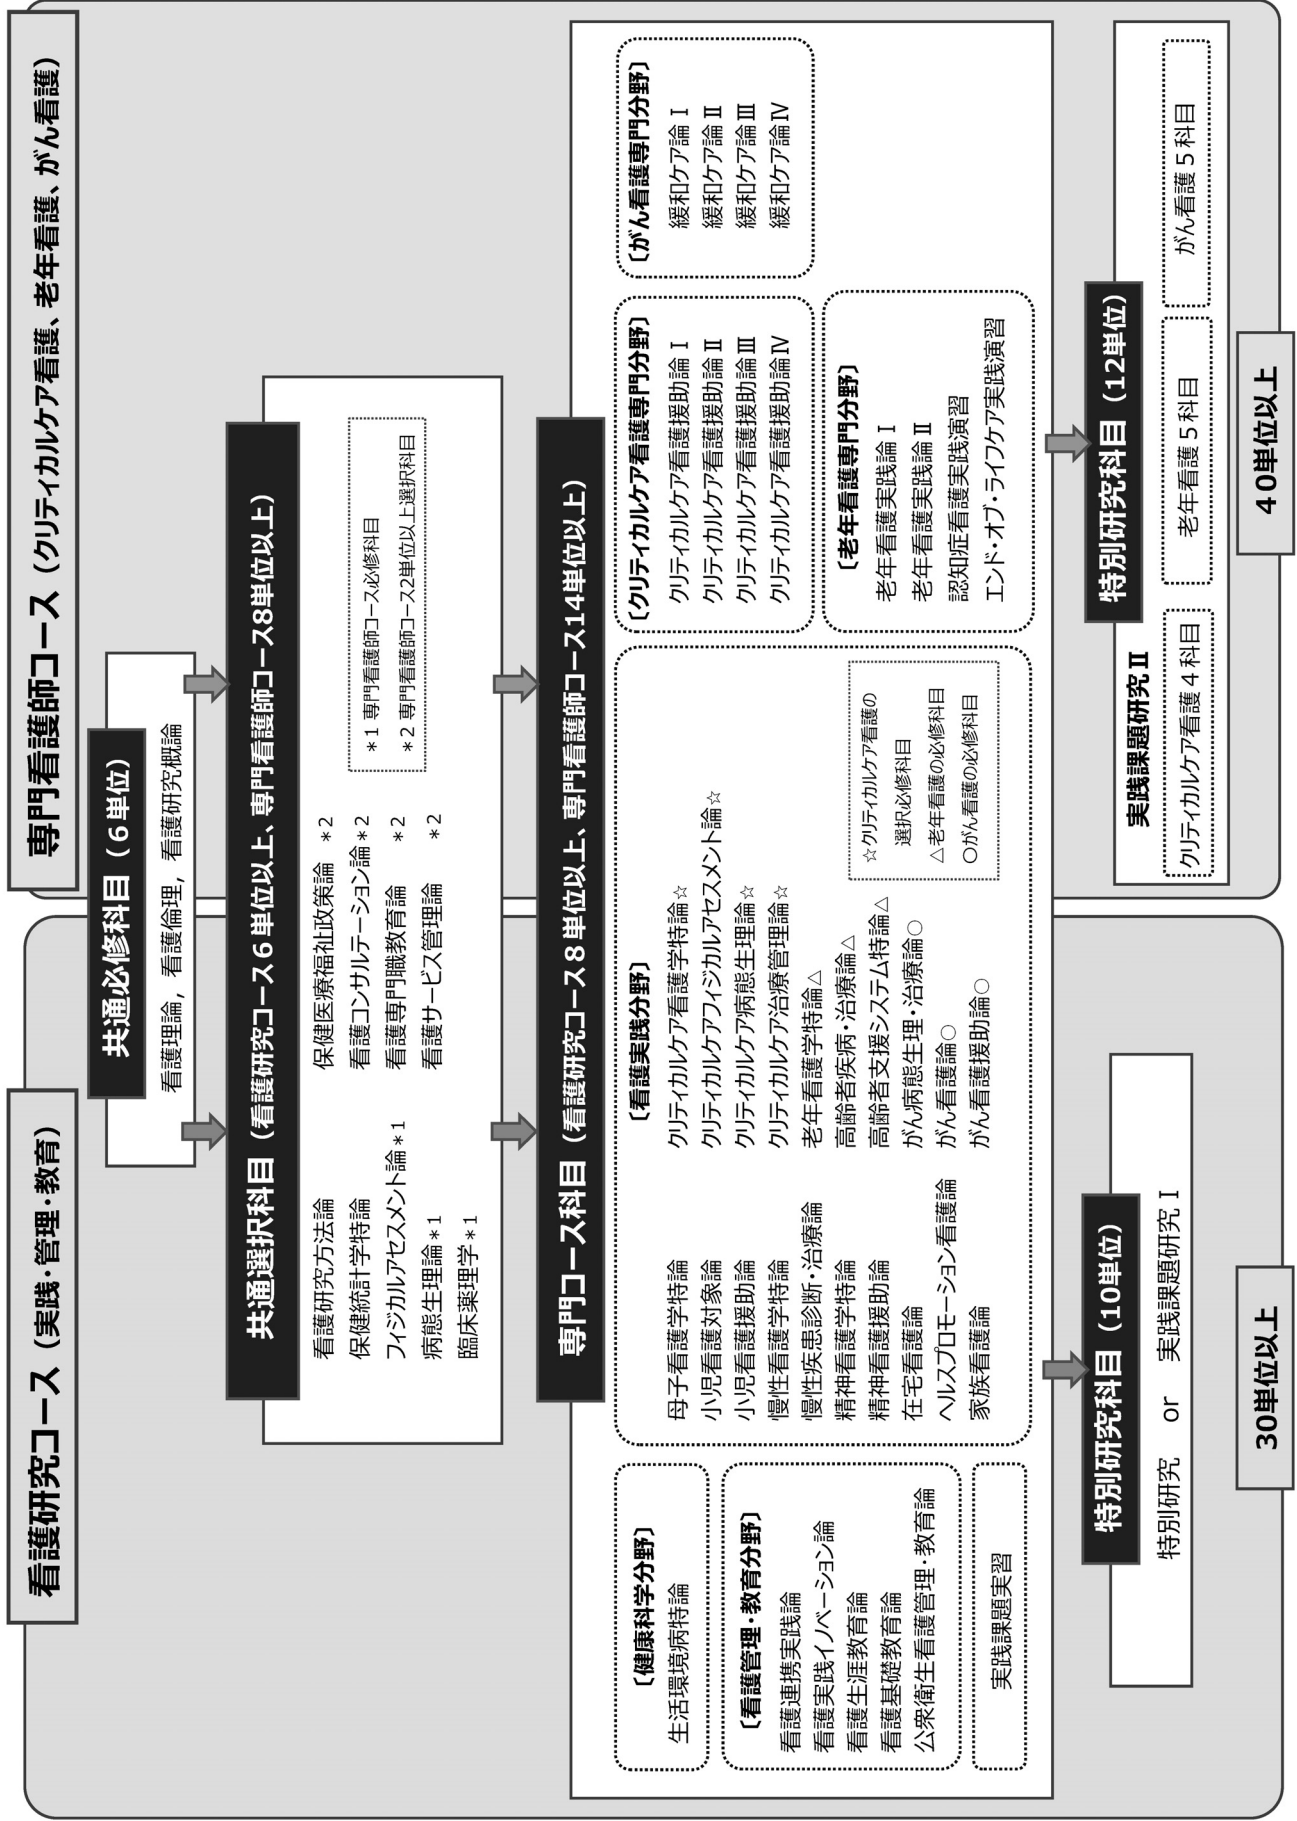 看護研究コース（実践・管理・教育）
専門看護師コース（クリティカルケア看護、老年看護、がん看護）
共通必修科目（６単位）
看護理論，看護倫理，看護研究概論
共通選択科目（看護研究コース６単位以上、専門看護師コース8単位以上）
看護研究方法論
保健統計学特論
フィジカルアセスメント論＊1
病態生理論＊1
臨床薬理学＊1
保健医療福祉政策論 ＊2
看護コンサルテーション論＊2
看護専門職教育論 ＊2
看護サービス管理論 ＊2
＊1 専門看護師コース必修科目
＊2 専門看護師コース2単位以上選択科目
専門コース科目（看護研究コース８単位以上、専門看護師コース14単位以上）
〔健康科学分野〕
生活環境病特論
〔看護管理・教育分野〕
看護連携実践論
看護実践イノベーション論
看護生涯教育論
看護基礎教育論
公衆衛生看護管理・教育論
実践課題実習
〔看護実践分野〕
母子看護学特論
小児看護対象論
小児看護援助論
慢性看護学特論
慢性疾患診断・治療論
精神看護学特論
精神看護援助論
在宅看護論
ヘルスプロモーション看護論
家族看護論
クリティカルケア看護学特論☆
クリティカルケアフィジカルアセスメント論☆
クリティカルケア病態生理論☆
クリティカルケア治療管理論☆
老年看護学特論△
高齢者疾病・治療論△
高齢者支援システム特論△
がん病態生理・治療論○
がん看護論○
がん看護援助論○
☆クリティカルケア看護の
選択必修科目
△老年看護の必修科目
○がん看護の必修科目
〔クリティカルケア看護専門分野〕
クリティカルケア看護援助論Ⅰ
クリティカルケア看護援助論Ⅱ
クリティカルケア看護援助論Ⅲ
クリティカルケア看護援助論Ⅳ
〔がん看護専門分野〕
緩和ケア論Ⅰ
緩和ケア論Ⅱ
緩和ケア論Ⅲ
緩和ケア論Ⅳ
〔老年看護専門分野〕
老年看護実践論Ⅰ
老年看護実践論Ⅱ
認知症看護実践演習
エンド・オブ・ライフケア実践演習
特別研究科目（10単位）
特別研究 or 実践課題研究Ⅰ
30単位以上
特別研究科目（12単位）
実践課題研究Ⅱ
クリティカルケア看護４科目
老年看護５科目
がん看護５科目
４０単位以上